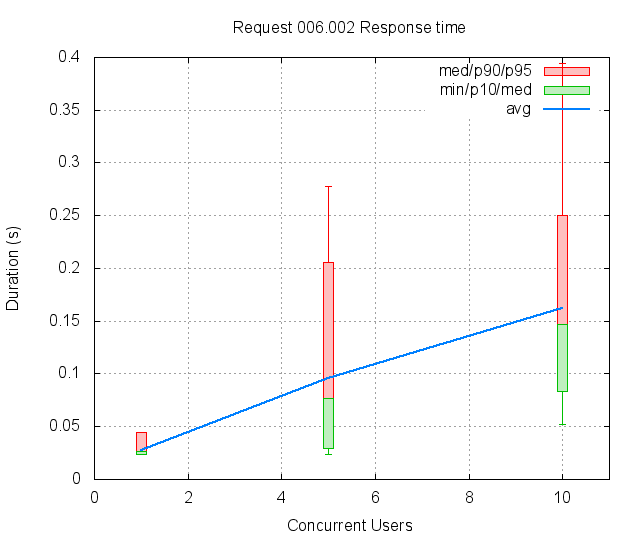 Request 006.002 Response time
med/p90/p95
min/p10/med
avg
0.4
0.35
0.3
0.25
0.2
0.15
0.1
0.05
0
Duration (s)
0 2 4 6 8 10
Concurrent Users